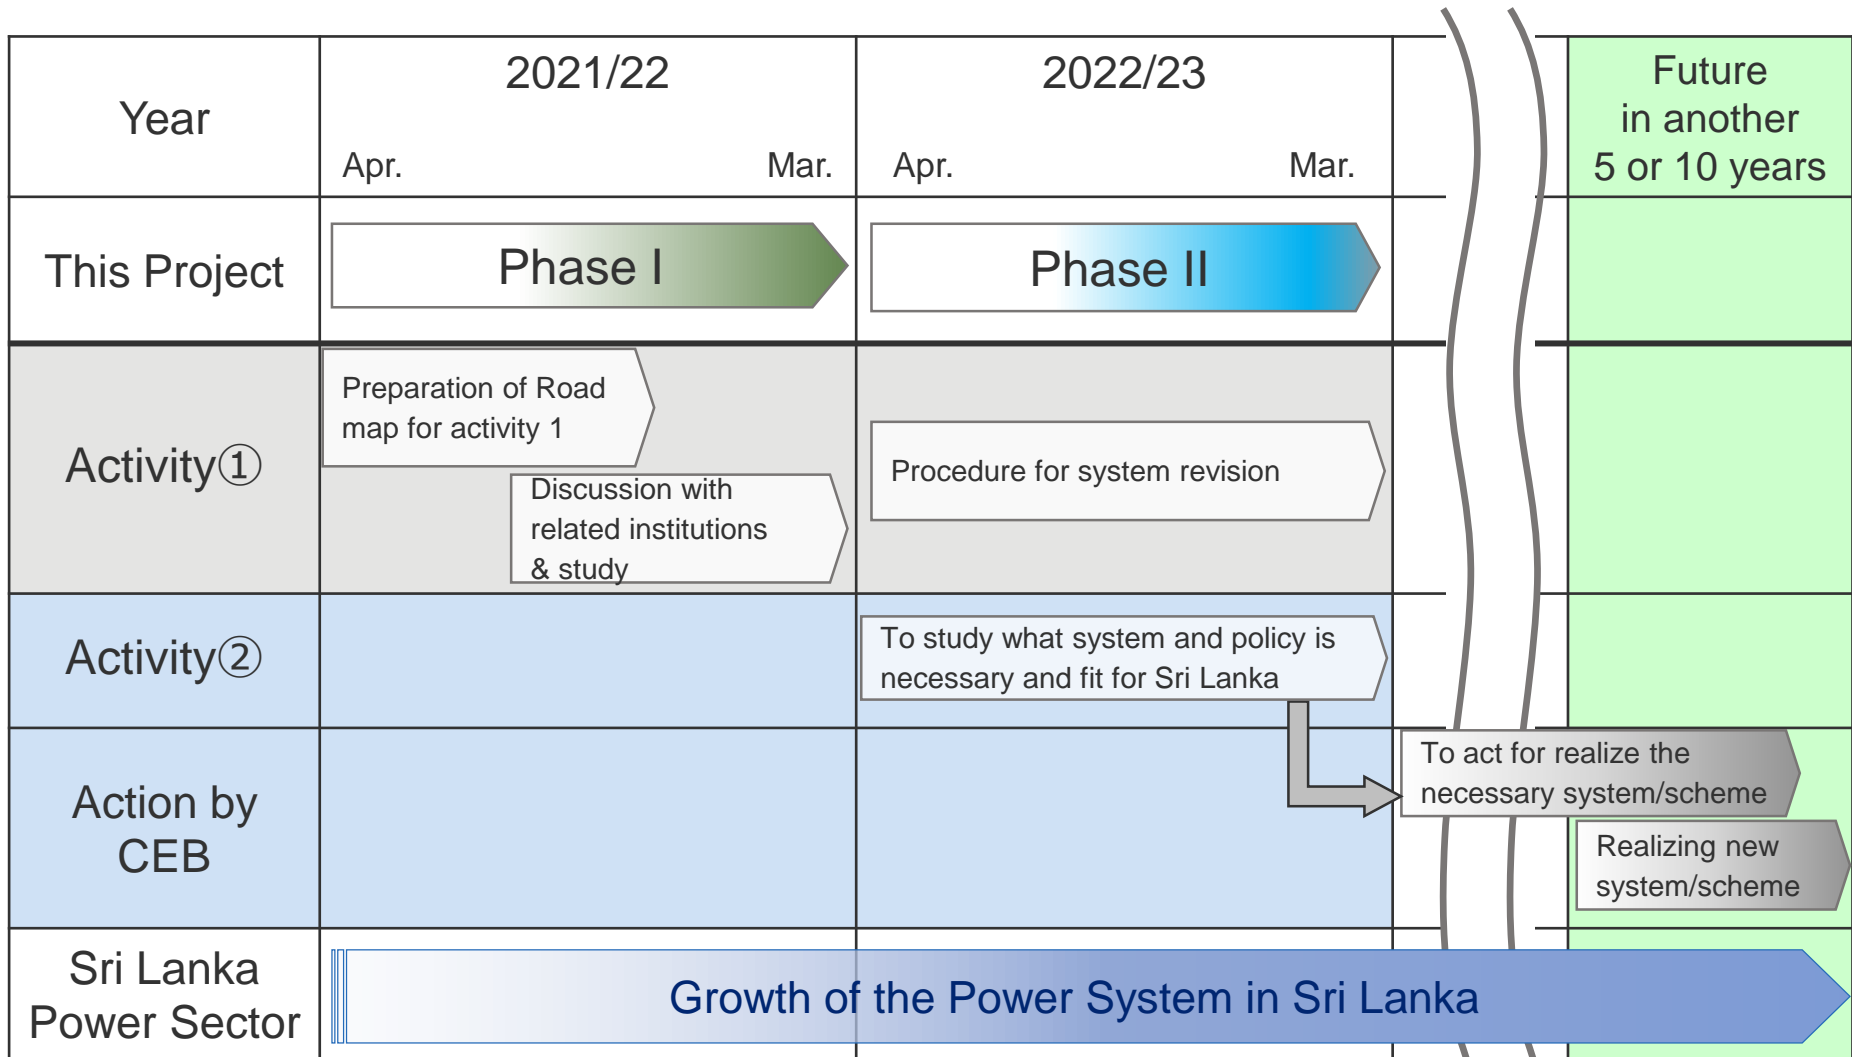 Year
2021/22
Apr.
Mar.
2022/23
Apr.
Mar.
Future
in another
5 or 10 years
This Project
Phase I
Phase II
Activity①
Preparation of Road
map for activity 1
Discussion with
related institutions
& study
Procedure for system revision
Activity②
To study what system and policy is
necessary and fit for Sri Lanka
Action by
CEB
To act for realize the
necessary system/scheme
Realizing new
system/scheme
Sri Lanka
Power Sector
Growth of the Power System in Sri Lanka